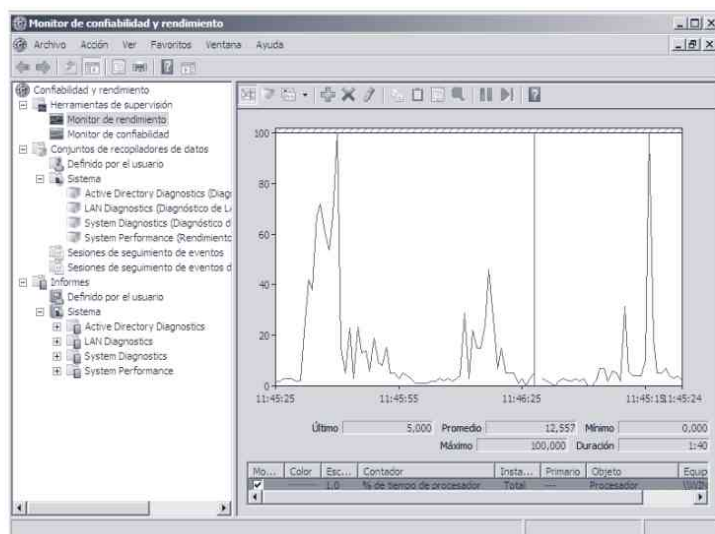 Monitor de confiabilidad y rendimiento
Archivo Acción Ver Favoritos Ventana Ayuda
Confiabilidad y rendimiento
Herramientas de supervisión
Monitor de rendimiento
Monitor de confiabilidad
Conjuntos de recopiladores de datos
Definido por el usuario
Sistema
Active Directory Diagnostics (Diag
LAN Diagnostics (Diagnóstico de LA
System Diagnostics (Diagnóstico d
System Performance (Rendimiento
Sesiones de seguimiento de eventos
Sesiones de seguimiento de eventos d
Informes
Definido por el usuario
Sistema
Active Directory Diagnostics
LAN Diagnostics
System Diagnostics
System Performance
100
80
60
40
20
0
11:45:25 11:45:55 11:46:25 11:45:15 11:45:24
Último 5,000 Promedio 12,557 Mínimo 0,000
Máximo 100,000 Duración 1:40
Mo... Color Esc... Contador Insta... Primario Objeto Equip
1.0 % de tiempo de procesador Total --- Procesador \\WIN